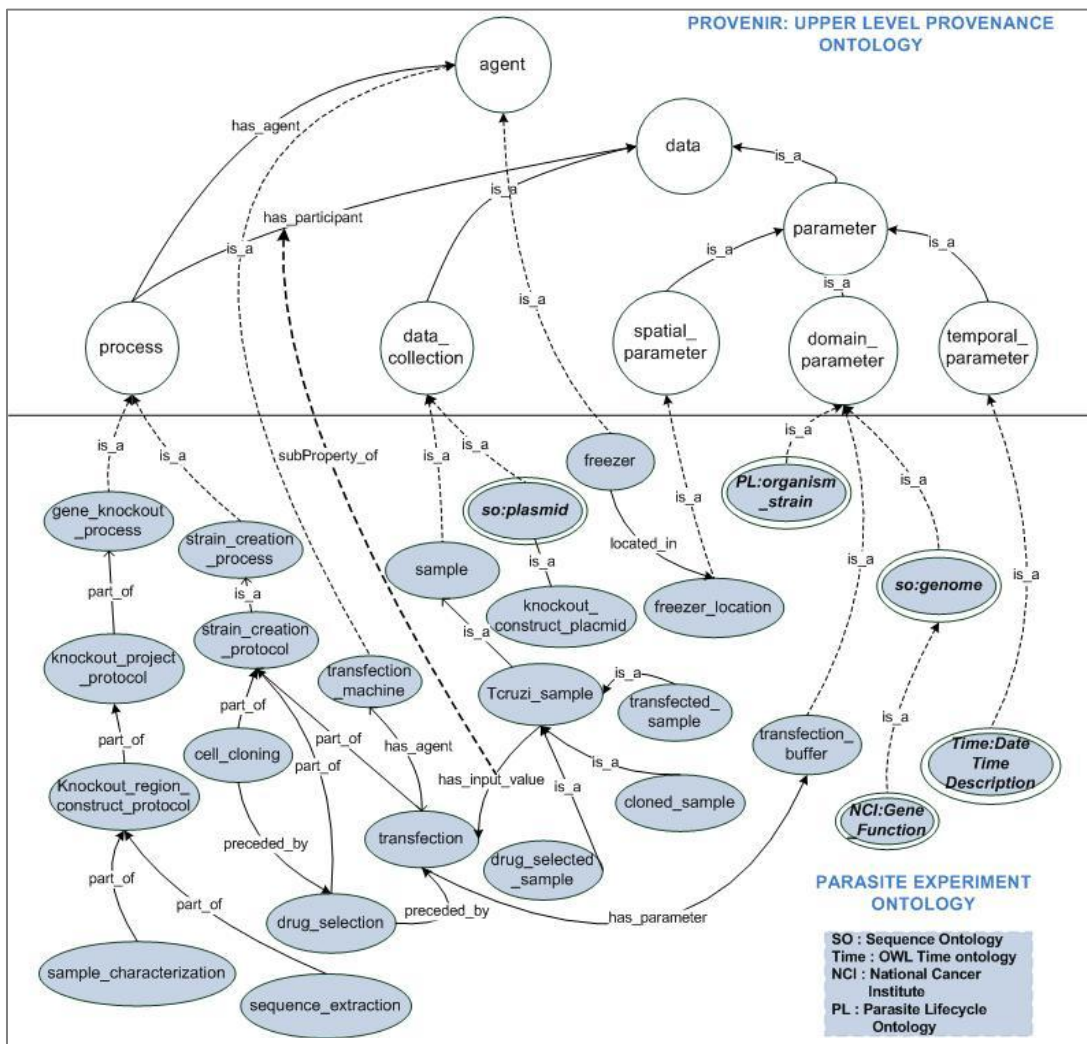 PROVENIR: UPPER LEVEL PROVENANCE
ONTOLOGY
agent
has_agent
data
is_a
is_a
has_participant
parameter
is_a
is_a
is_a
is_a
is_a
process
data_
collection
spatial_
parameter
domain_
parameter
temporal_
parameter
is_a
is_a
subProperty_of
is_a
is_a
freezer
is_a
PL:organism
_strain
is_a
gene_knockout
_process
strain_creation
_process
so:plasmid
is_a
located_in
is_a
sample
is_a
is_a
so:genome
is_a
part_of
is_a
strain_creation
_protocol
knockout_
construct_placmid
freezer_location
knockout_project
_protocol
is_a
transfection
_machine
Tcruzi_sample
is_a
transfected_
sample
is_a
part_of
cell_cloning
part_of
part_of
part_of
has_agent
transfection_
buffer
Time:Date
Time
Description
Knockout_region_
construct_protocol
has_input_value
is_a
is_a
cloned_sample
NCI:Gene
_Function
preceded_by
transfection
drug_selected
_sample
part_of
part_of
drug_selection
preceded_by
has_parameter
PARASITE EXPERIMENT
ONTOLOGY
sample_characterization
sequence_extraction
SO : Sequence Ontology
Time : OWL Time ontology
NCI : National Cancer
Institute
PL : Parasite Lifecycle
Ontology